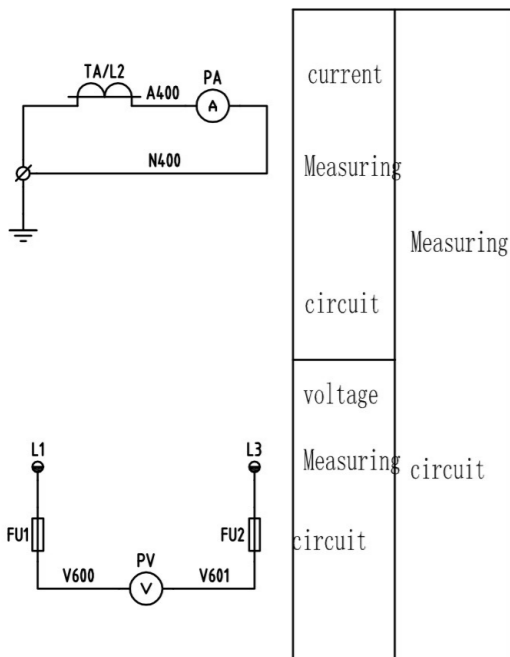 TA/L2
A400
PA
A
N400
current
Measuring
circuit
Measuring
circuit
voltage
Measuring
circuit
L1
L3
FU1
FU2
V600
PV
V
V601